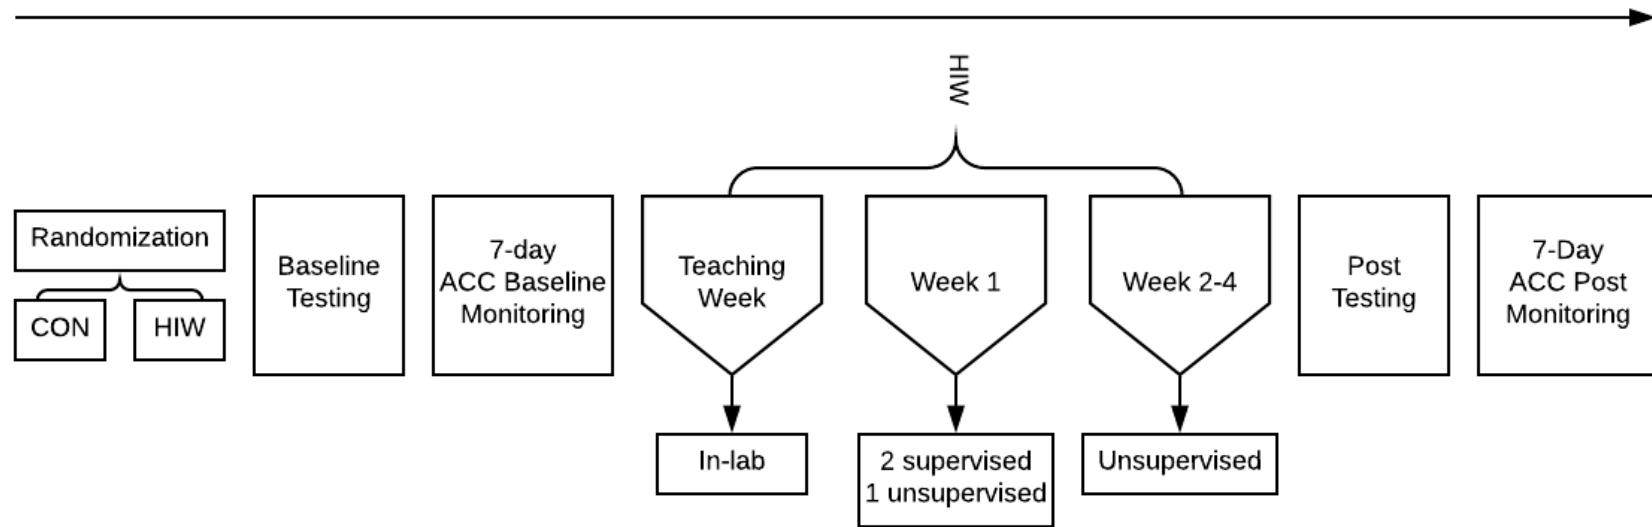 HIW
Randomization
CON
HIW
Baseline
Testing
7-day
ACC Baseline
Monitoring
Teaching
Week
Week 1
Week 2-4
Post
Testing
7-Day
ACC Post
Monitoring
In-lab
2 supervised
1 unsupervised
Unsupervised